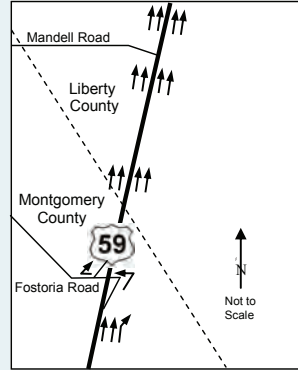 Mandell Road
Liberty
County
Montgomery
County
59
Fostoria Road
N
Not to
Scale